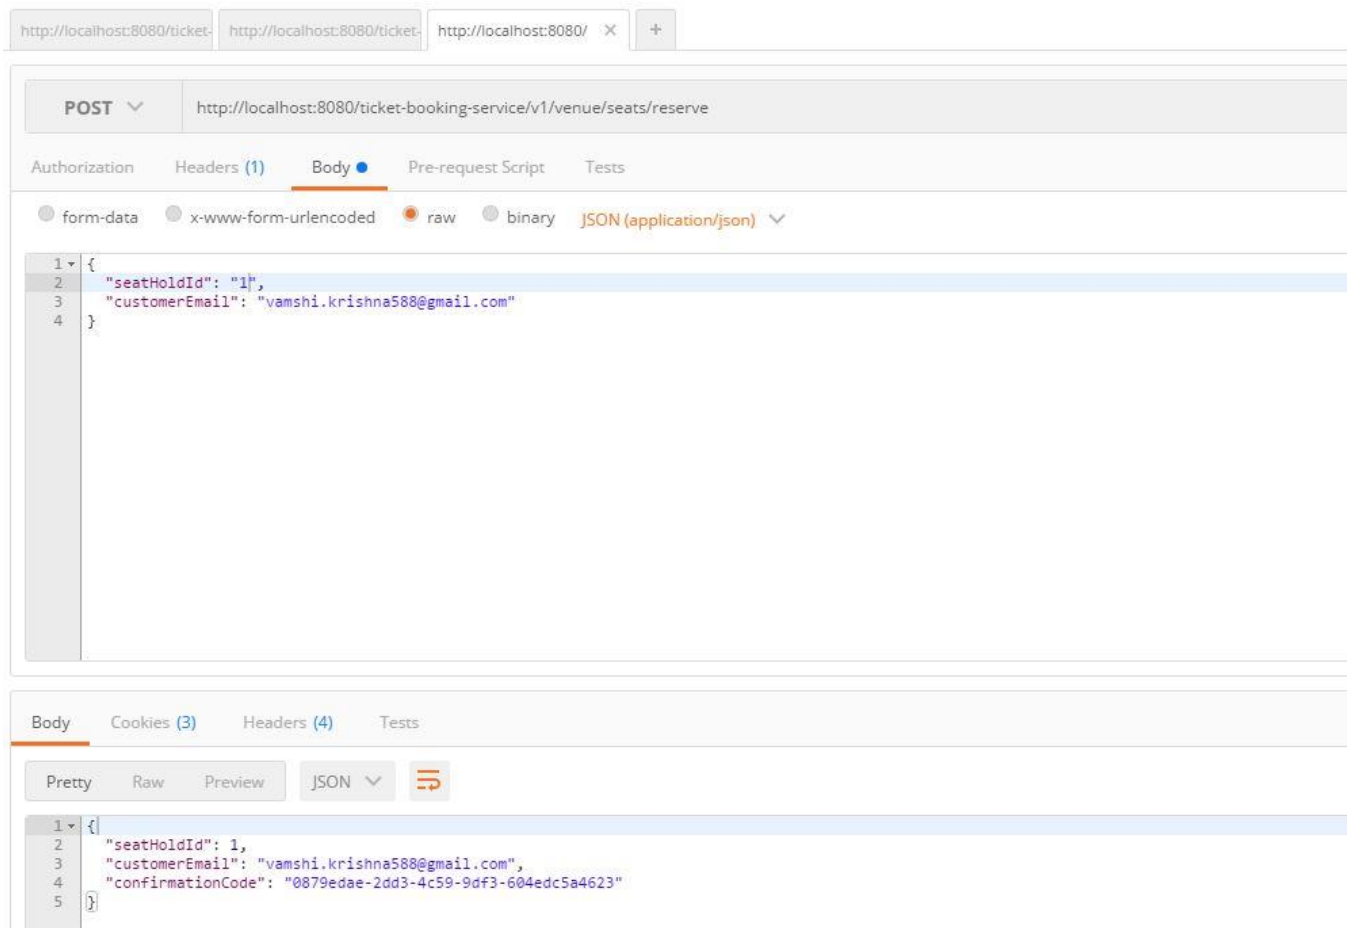 http://localhost:8080/ticket- http://localhost:8080/ticket- http://localhost:8080/ × +
POST http://localhost:8080/ticket-booking-service/v1/venue/seats/reserve
Authorization Headers (1) Body Pre-request Script Tests
form-data x-www-form-urlencoded raw binary JSON (application/json)
1 {
2 "seatHoldId": "1",
3 "customerEmail": "vamshi.krishna588@gmail.com"
4 }
Body Cookies (3) Headers (4) Tests
Pretty Raw Preview JSON
1 {
2 "seatHoldId": 1,
3 "customerEmail": "vamshi.krishna588@gmail.com",
4 "confirmationCode": "0879edae-2dd3-4c59-9df3-604edc5a4623"
5 }